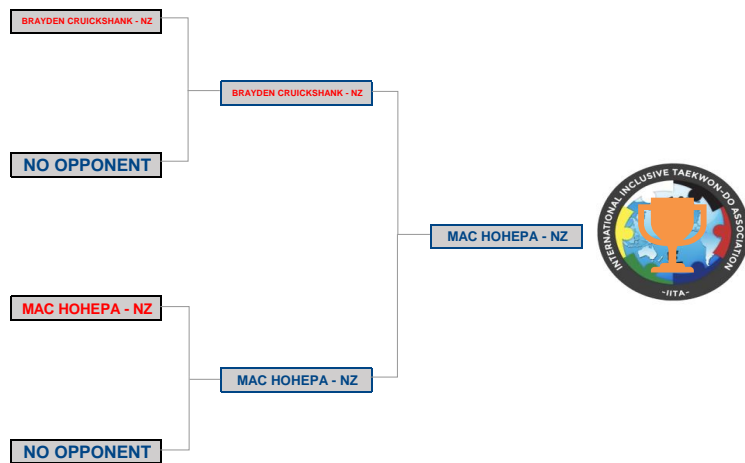 BRAYDEN CRUICKSHANK - NZ
NO OPPONENT
BRAYDEN CRUICKSHANK - NZ
MAC HOHEPA - NZ
NO OPPONENT
MAC HOHEPA - NZ
MAC HOHEPA - NZ
INTERNATIONAL INCLUSIVE TAEKWON-DO ASSOCIATION
-IITA-